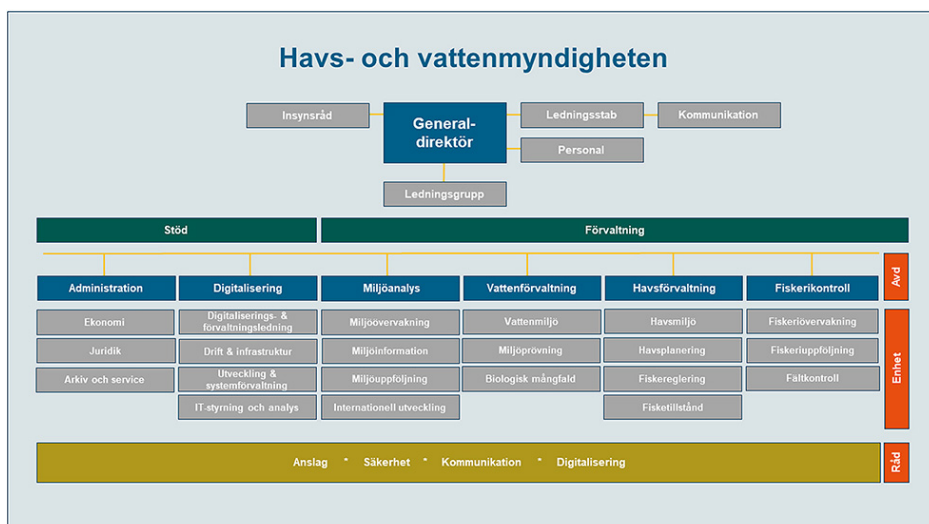 Havs- och vattenmyndigheten
Insynsråd
General-
direktör
Ledningsstab
Kommunikation
Personal
Ledningsgrupp
Stöd
Förvaltning
Avd
Administration
Digitalisering
Miljöanalys
Vattenförvaltning
Havsförvaltning
Fiskerikontroll
Enhet
Ekonomi
Juridik
Arkiv och service
Digitaliserings- &
förvaltningsledning
Drift & infrastruktur
Utveckling &
systemförvaltning
IT-styrning och analys
Miljöövervakning
Miljöinformation
Miljöuppföljning
Internationell utveckling
Vattenmiljö
Miljöprövning
Biologisk mångfald
Havsmiljö
Havsplanering
Fiskereglering
Fisketillstånd
Fiskeriövervakning
Fiskeriuppföljning
Fältkontroll
Anslag * Säkerhet * Kommunikation * Digitalisering
Råd